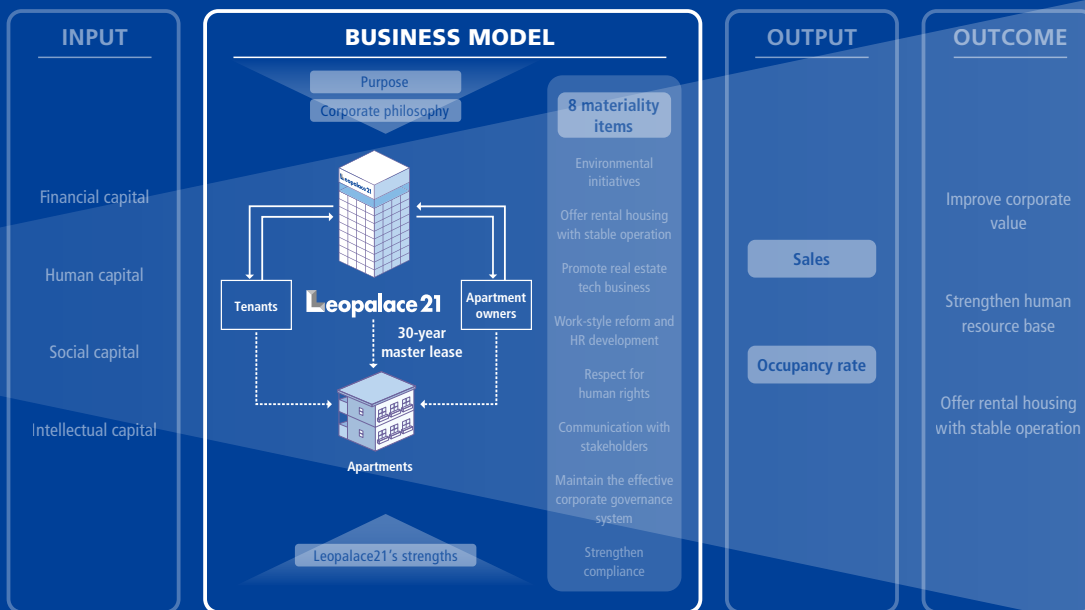 INPUT
Financial capital
Human capital
Social capital
Intellectual capital
BUSINESS MODEL
Purpose
Corporate philosophy
Leopalace21
Tenants
Leopalace21
Apartment
owners
30-year
master lease
Apartments
Leopalace21's strengths
8 materiality
items
Environmental
initiatives
Offer rental housing
with stable operation
Promote real estate
tech business
Work-style reform and
HR development
Respect for
human rights
Communication with
stakeholders
Maintain the effective
corporate governance
system
Strengthen
compliance
OUTPUT
Sales
Occupancy rate
OUTCOME
Improve corporate
value
Strengthen human
resource base
Offer rental housing
with stable operation